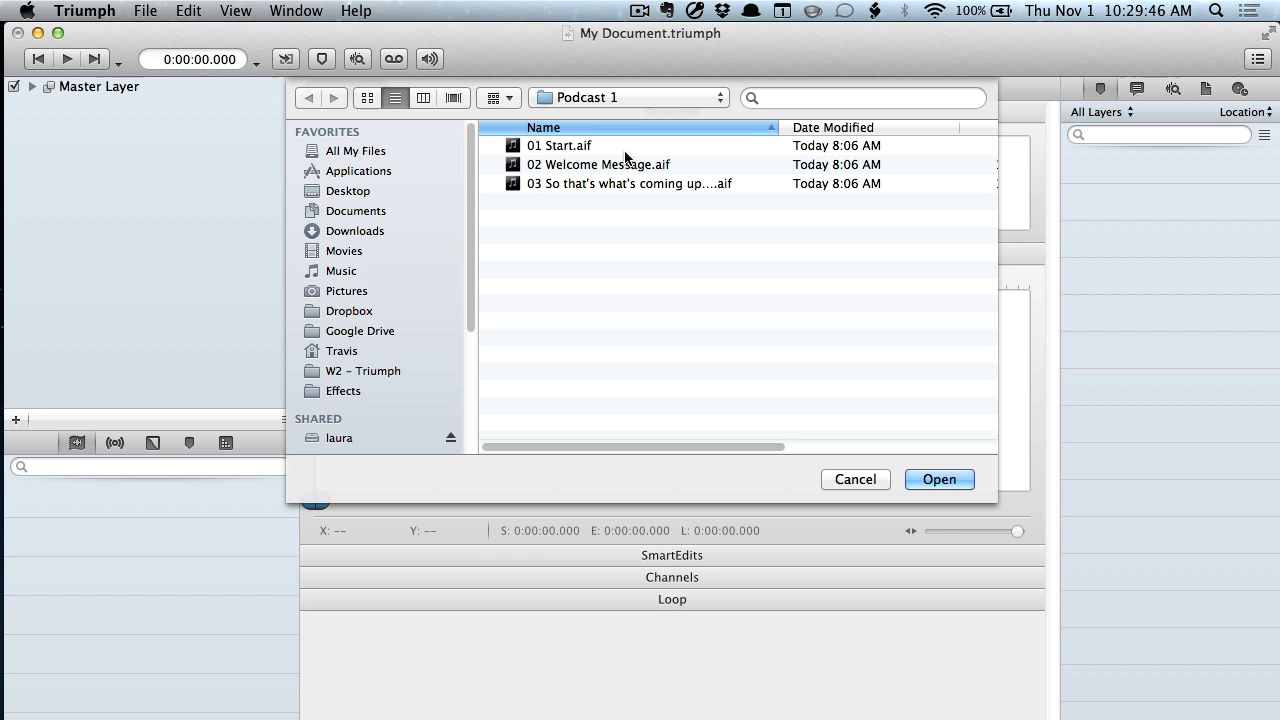 Triumph File Edit View Window Help 1 100% Thu Nov 1 10:29:46 AM
My Document.triumph
0:00:00.000
Master Layer
Podcast 1
All Layers Location
FAVORITES
All My Files
Applications
Desktop
Documents
Downloads
Movies
Music
Pictures
Dropbox
Google Drive
Travis
W2 - Triumph
Effects
SHARED
laura
Name Date Modified
01 Start.aif Today 8:06 AM
02 Welcome Message.aif Today 8:06 AM
03 So that's what's coming up....aif Today 8:06 AM
Cancel Open
X: -- Y: -- S: 0:00:00.000 E: 0:00:00.000 L: 0:00:00.000
SmartEdits
Channels
Loop